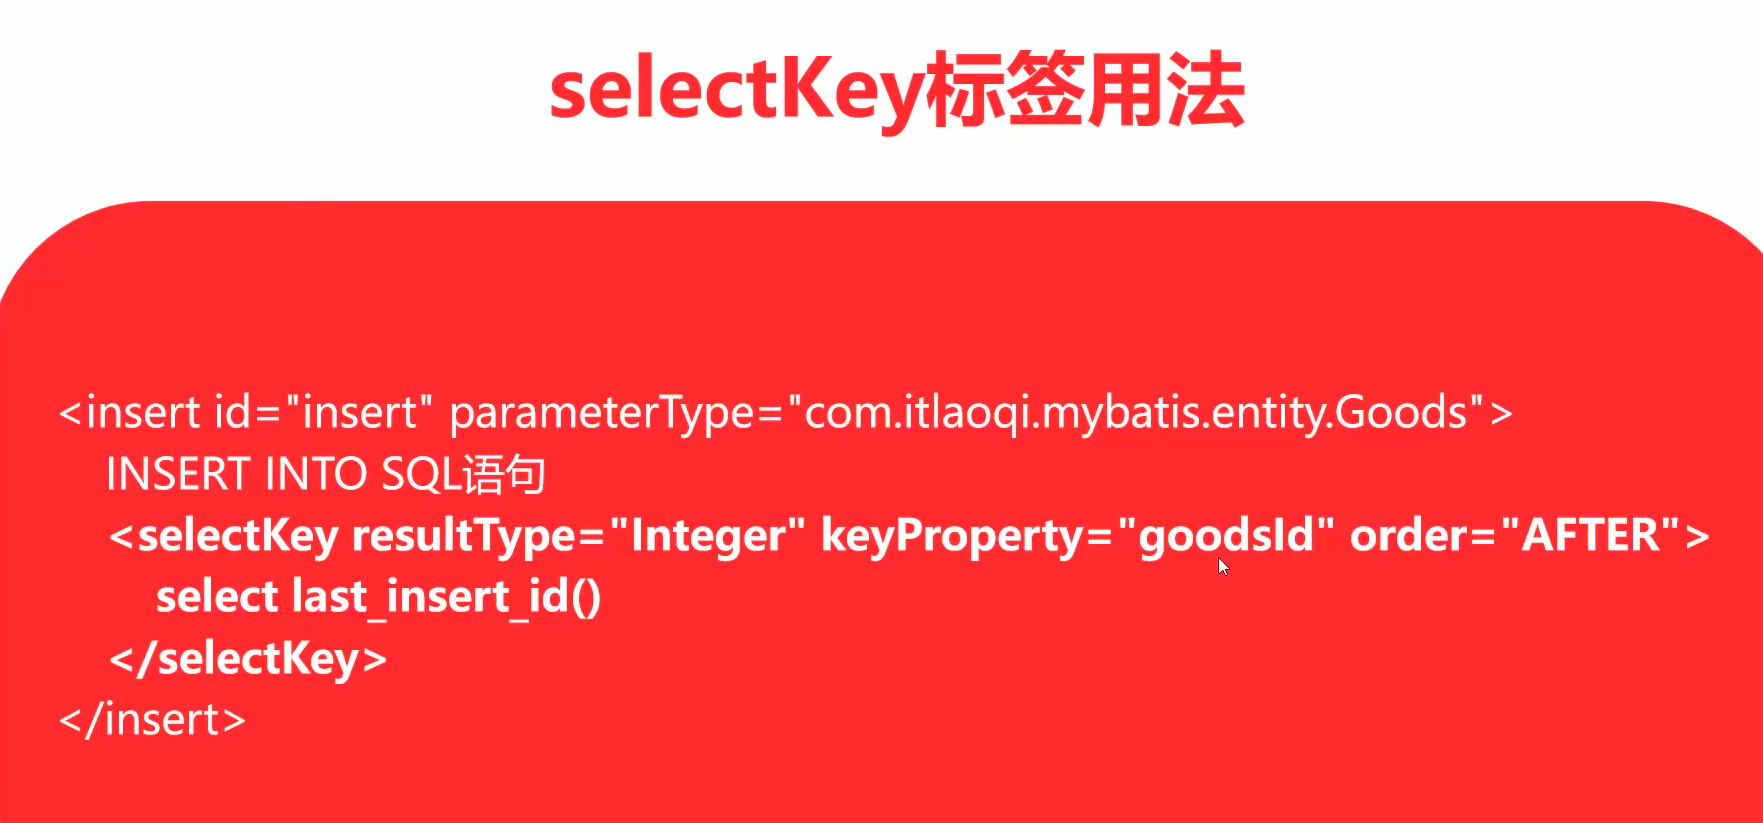 selectKey标签用法
<insert id="insert" parameterType="com.itlaoqi.mybatis.entity.Goods">
INSERT INTO SQL语句
<selectKey resultType="Integer" keyProperty="goodsId" order="AFTER">
select last_insert_id()
</selectKey>
</insert>